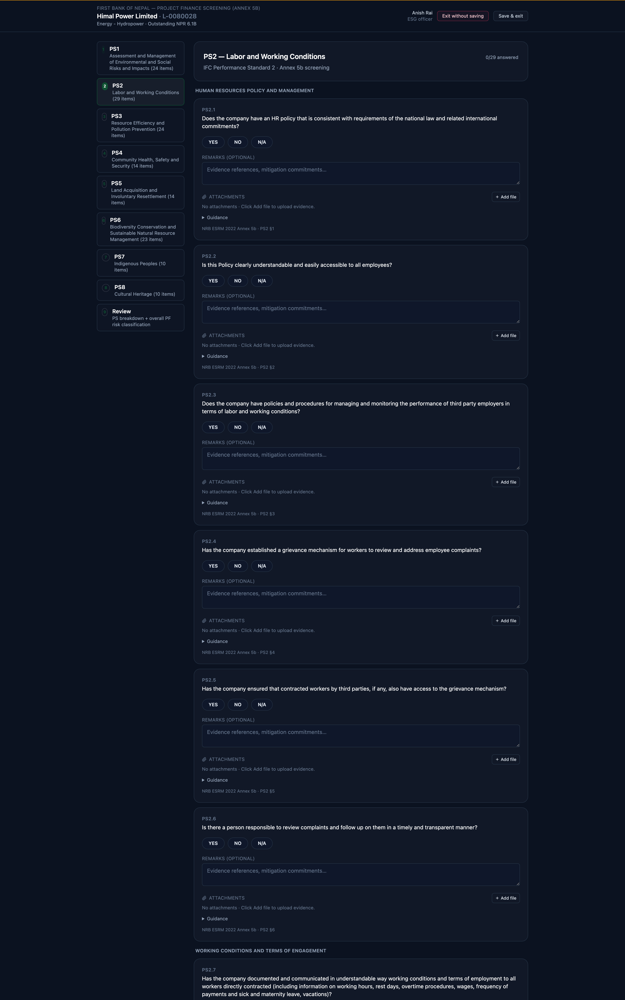 FIRST BANK OF NEPAL — PROJECT FINANCE SCREENING (ANNEX 5B)
Himal Power Limited · L-0080028
Energy - Hydropower · Outstanding NPR 6.1B
Anish Rai
ESG officer
Exit without saving
Save & exit
1
PS1
Assessment and Management
of Environmental and Social
Risks and Impacts (24 items)
2
PS2
Labor and Working Conditions
(29 items)
3
PS3
Resource Efficiency and
Pollution Prevention (24
items)
4
PS4
Community Health, Safety and
Security (14 items)
5
PS5
Land Acquisition and
Involuntary Resettlement (14
items)
6
PS6
Biodiversity Conservation and
Sustainable Natural Resource
Management (23 items)
7
PS7
Indigenous Peoples (10
items)
8
PS8
Cultural Heritage (10 items)
9
Review
PS breakdown + overall PF
risk classification
PS2 — Labor and Working Conditions
0/29 answered
IFC Performance Standard 2 · Annex 5b screening
HUMAN RESOURCES POLICY AND MANAGEMENT
PS2.1
Does the company have an HR policy that is consistent with requirements of the national law and related international
commitments?
YES NO N/A
REMARKS (OPTIONAL)
Evidence references, mitigation commitments...
ATTACHMENTS
+ Add file
No attachments · Click Add file to upload evidence.
Guidance
NRB ESRM 2022 Annex 5b · PS2 §1
PS2.2
Is this Policy clearly understandable and easily accessible to all employees?
YES NO N/A
REMARKS (OPTIONAL)
Evidence references, mitigation commitments...
ATTACHMENTS
+ Add file
No attachments · Click Add file to upload evidence.
Guidance
NRB ESRM 2022 Annex 5b · PS2 §2
PS2.3
Does the company have policies and procedures for managing and monitoring the performance of third party employers in
terms of labor and working conditions?
YES NO N/A
REMARKS (OPTIONAL)
Evidence references, mitigation commitments...
ATTACHMENTS
+ Add file
No attachments · Click Add file to upload evidence.
Guidance
NRB ESRM 2022 Annex 5b · PS2 §3
PS2.4
Has the company established a grievance mechanism for workers to review and address employee complaints?
YES NO N/A
REMARKS (OPTIONAL)
Evidence references, mitigation commitments...
ATTACHMENTS
+ Add file
No attachments · Click Add file to upload evidence.
Guidance
NRB ESRM 2022 Annex 5b · PS2 §4
PS2.5
Has the company ensured that contracted workers by third parties, if any, also have access to the grievance mechanism?
YES NO N/A
REMARKS (OPTIONAL)
Evidence references, mitigation commitments...
ATTACHMENTS
+ Add file
No attachments · Click Add file to upload evidence.
Guidance
NRB ESRM 2022 Annex 5b · PS2 §5
PS2.6
Is there a person responsible to review complaints and follow up on them in a timely and transparent manner?
YES NO N/A
REMARKS (OPTIONAL)
Evidence references, mitigation commitments...
ATTACHMENTS
+ Add file
No attachments · Click Add file to upload evidence.
Guidance
NRB ESRM 2022 Annex 5b · PS2 §6
WORKING CONDITIONS AND TERMS OF ENGAGEMENT
PS2.7
Has the company documented and communicated in understandable way working conditions and terms of employment to all
workers directly contracted (including information on working hours, rest days, overtime procedures, wages, frequency of
payments and sick and maternity leave, vacations)?